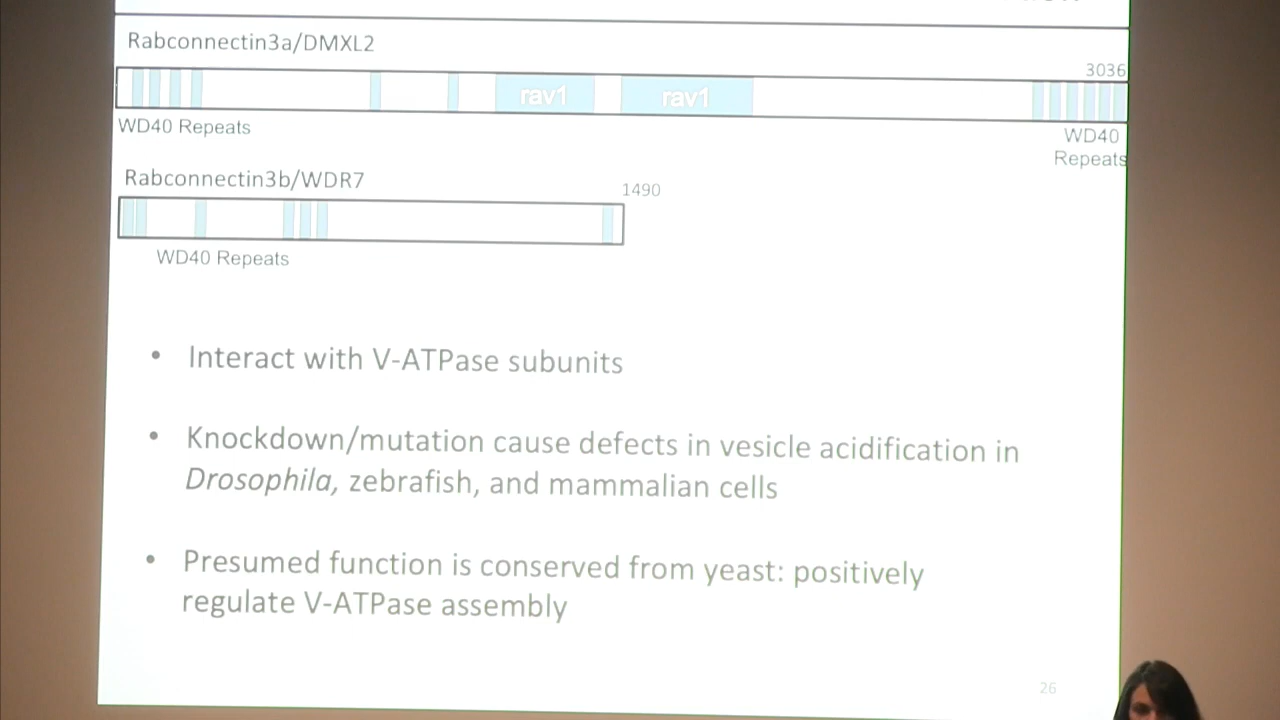 Rabconnectin3a/DMXL2
3036
rav1 rav1
WD40 Repeats
WD40
Repeats
Rabconnectin3b/WDR7
1490
WD40 Repeats
• Interact with V-ATPase subunits
• Knockdown/mutation cause defects in vesicle acidification in
Drosophila, zebrafish, and mammalian cells
• Presumed function is conserved from yeast: positively
regulate V-ATPase assembly
26